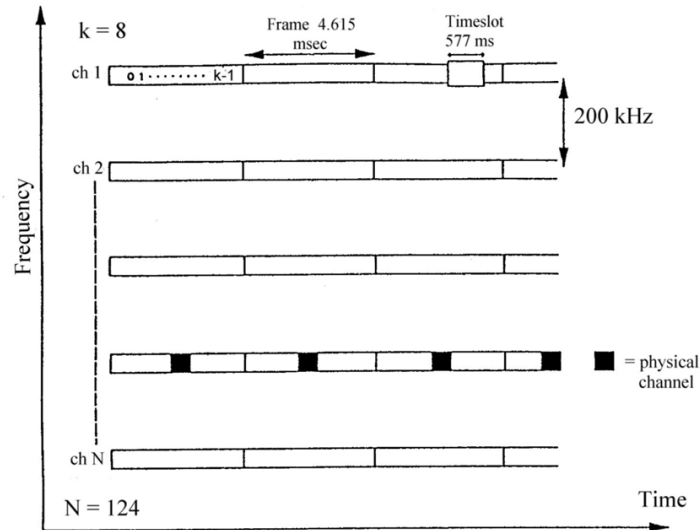 k = 8
Frame 4.615
msec
Timeslot
577 ms
ch 1
0 1 ········ k-1
200 kHz
ch 2
Frequency
= physical
channel
ch N
N = 124
Time